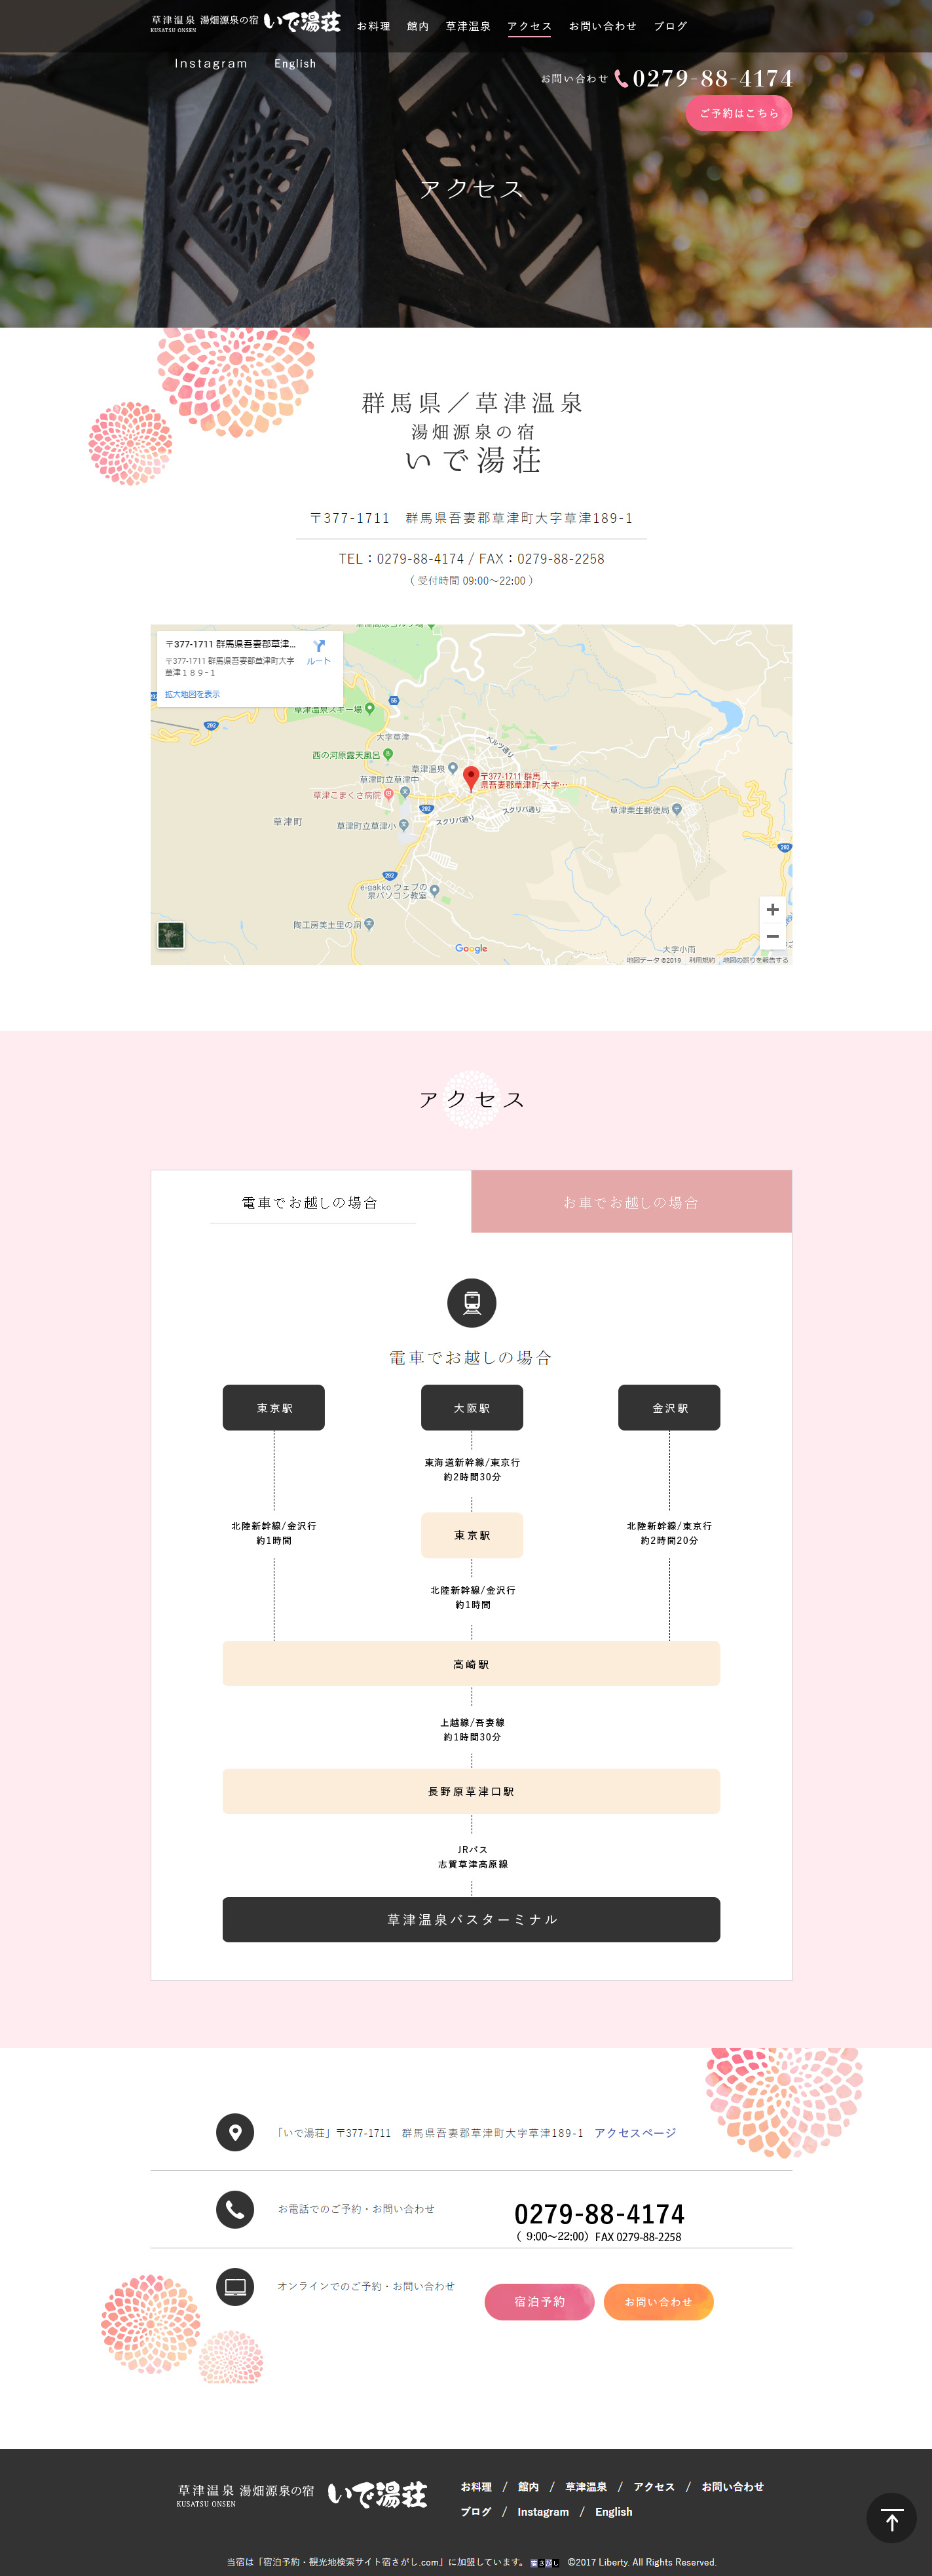 草津温泉 湯畑源泉の宿 いで湯荘
KUSATSU ONSEN
お料理 館内 草津温泉 アクセス お問い合わせ ブログ
Instagram English
お問い合わせ 0279-88-4174
ご予約はこちら
アクセス
群馬県／草津温泉
湯畑源泉の宿
いで湯荘
〒377-1711 群馬県吾妻郡草津町大字草津189-1
TEL：0279-88-4174 / FAX：0279-88-2258
（ 受付時間 09:00～22:00 ）
〒377-1711 群馬県吾妻郡草津...
ルート
〒377-1711 群馬県吾妻郡草津町大字
草津１８９−１
拡大地図を表示
草津温泉スキー場
55
292
292
大字草津
ベルツ通り
西の河原露天風呂
草津温泉
草津町立草津中
〒377-1711 群馬
県吾妻郡草津町 大字…
草津こまくさ病院
292
スクリバ通り
スクリバ通り
草津栗生郵便局
草津町
草津町立草津小
292
292
e-gakko ウェブの
泉パソコン教室
陶工房美土里の洞
Google
大字小雨
地図データ ©2019 利用規約 地図の誤りを報告する
アクセス
電車でお越しの場合
お車でお越しの場合
電車でお越しの場合
東京駅 大阪駅 金沢駅
東海道新幹線/東京行
約2時間30分
北陸新幹線/金沢行
約1時間
東京駅
北陸新幹線/東京行
約2時間20分
北陸新幹線/金沢行
約1時間
高崎駅
上越線/吾妻線
約1時間30分
長野原草津口駅
JRバス
志賀草津高原線
草津温泉バスターミナル
「いで湯荘」〒377-1711 群馬県吾妻郡草津町大字草津189-1 アクセスページ
お電話でのご予約・お問い合わせ
0279-88-4174
（ 9:00～22:00）FAX 0279-88-2258
オンラインでのご予約・お問い合わせ
宿泊予約 お問い合わせ
草津温泉 湯畑源泉の宿 いで湯荘
KUSATSU ONSEN
お料理 / 館内 / 草津温泉 / アクセス / お問い合わせ
ブログ / Instagram / English
当宿は「宿泊予約・観光地検索サイト宿さがし.com」に加盟しています。 宿さがし ©2017 Liberty. All Rights Reserved.